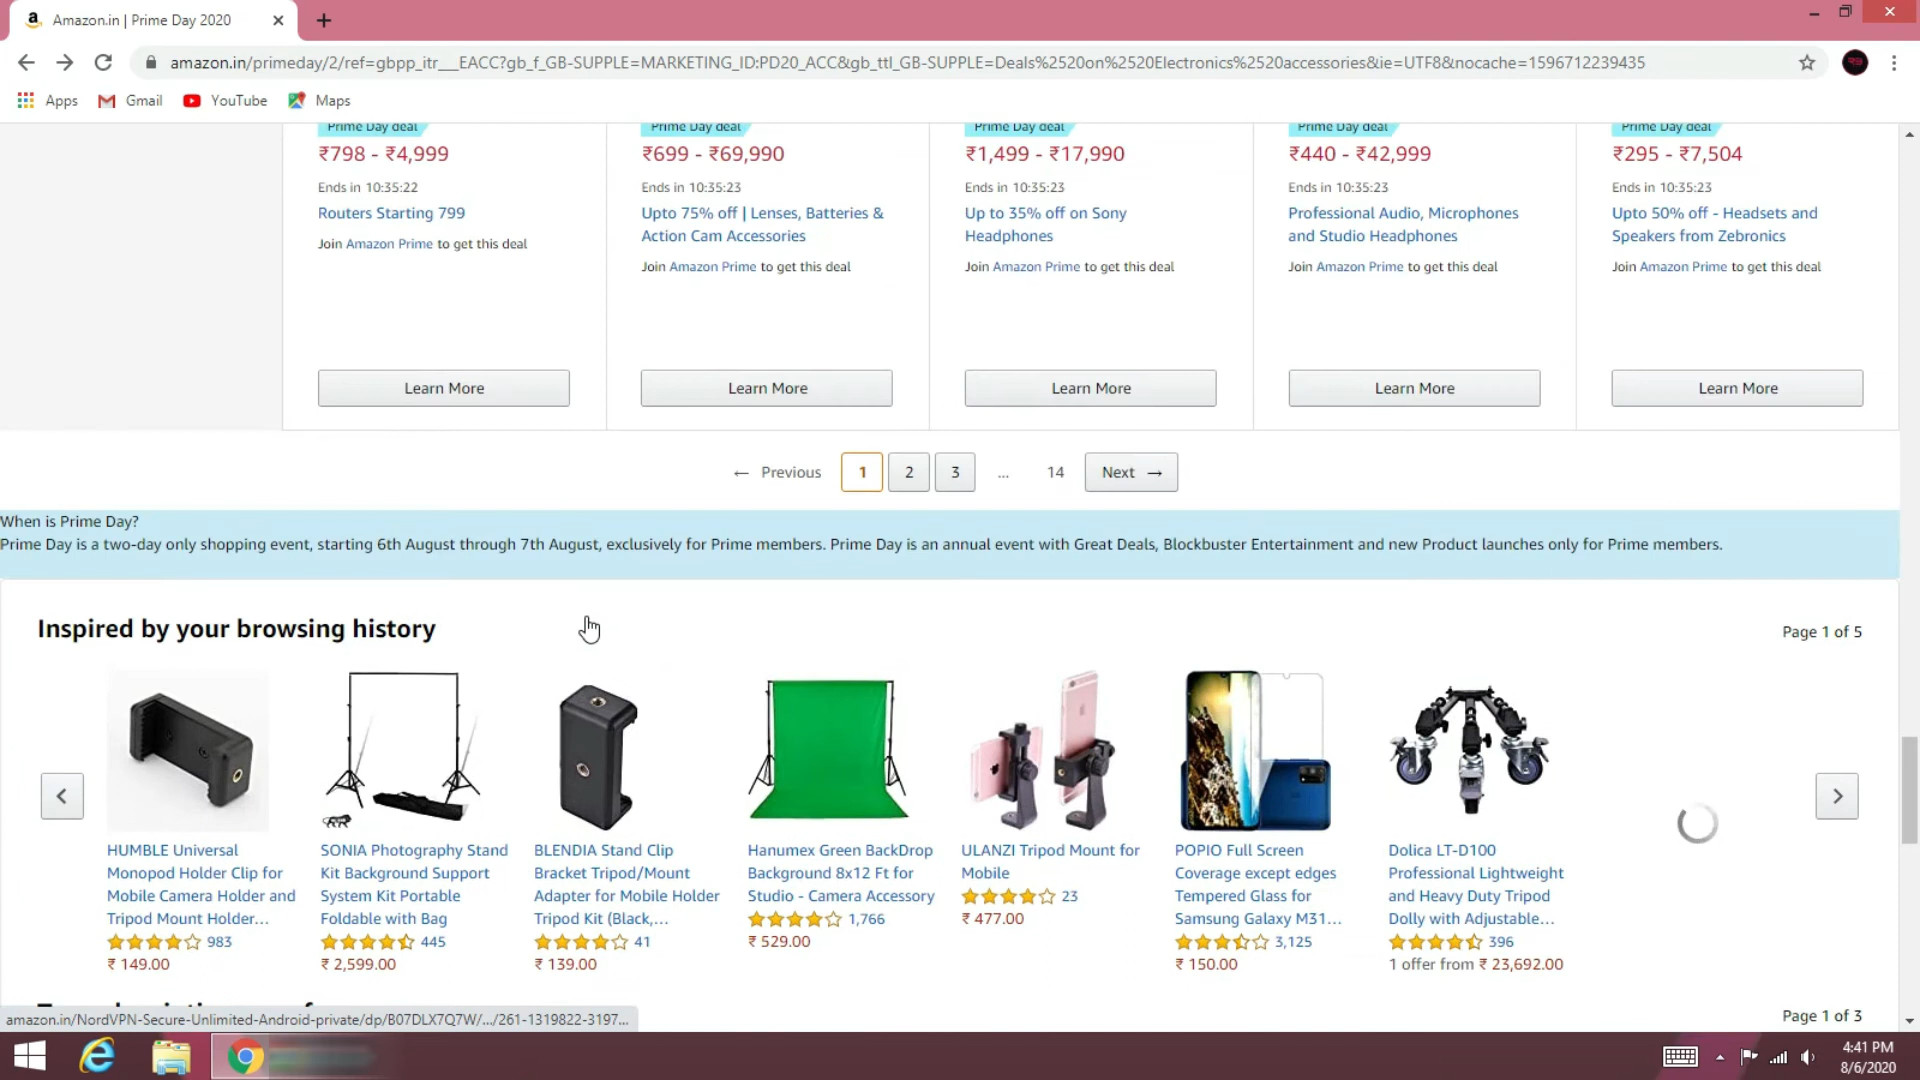 Amazon.in | Prime Day 2020
amazon.in/primeday/2/ref=gbpp_itr___EACC?gb_f_GB-SUPPLE=MARKETING_ID:PD20_ACC&gb_ttl_GB-SUPPLE=Deals%2520on%2520Electronics%2520accessories&ie=UTF8&nocache=1596712239435
Apps Gmail YouTube Maps
Prime Day deal Prime Day deal Prime Day deal Prime Day deal Prime Day deal
₹798 - ₹4,999 ₹699 - ₹69,990 ₹1,499 - ₹17,990 ₹440 - ₹42,999 ₹295 - ₹7,504
Ends in 10:35:22 Ends in 10:35:23 Ends in 10:35:23 Ends in 10:35:23 Ends in 10:35:23
Routers Starting 799 Upto 75% off | Lenses, Batteries & Up to 35% off on Sony Professional Audio, Microphones Upto 50% off - Headsets and
Action Cam Accessories Headphones and Studio Headphones Speakers from Zebronics
Join Amazon Prime to get this deal
Join Amazon Prime to get this deal Join Amazon Prime to get this deal Join Amazon Prime to get this deal Join Amazon Prime to get this deal
Learn More Learn More Learn More Learn More Learn More
← Previous 1 2 3 ... 14 Next →
When is Prime Day?
Prime Day is a two-day only shopping event, starting 6th August through 7th August, exclusively for Prime members. Prime Day is an annual event with Great Deals, Blockbuster Entertainment and new Product launches only for Prime members.
Inspired by your browsing history Page 1 of 5
HUMBLE Universal
Monopod Holder Clip for
Mobile Camera Holder and
Tripod Mount Holder...
983
₹ 149.00
SONIA Photography Stand
Kit Background Support
System Kit Portable
Foldable with Bag
445
₹ 2,599.00
BLENDIA Stand Clip
Bracket Tripod/Mount
Adapter for Mobile Holder
Tripod Kit (Black,...
41
₹ 139.00
Hanumex Green BackDrop
Background 8x12 Ft for
Studio - Camera Accessory
1,766
₹ 529.00
ULANZI Tripod Mount for
Mobile
23
₹ 477.00
POPIO Full Screen
Coverage except edges
Tempered Glass for
Samsung Galaxy M31...
3,125
₹ 150.00
Dolica LT-D100
Professional Lightweight
and Heavy Duty Tripod
Dolly with Adjustable...
396
1 offer from ₹ 23,692.00
Page 1 of 3
amazon.in/NordVPN-Secure-Unlimited-Android-private/dp/B07DLX7Q7W/.../261-1319822-3197...
4:41 PM
8/6/2020